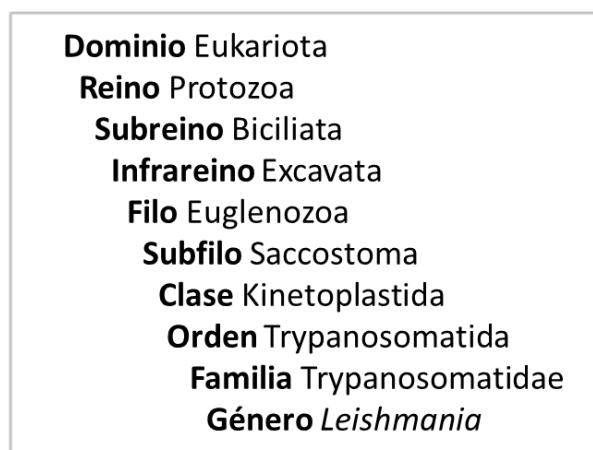 Dominio Eukariota
Reino Protozoa
Subreino Biciliata
Infrareino Excavata
Filo Euglenozoa
Subfilo Saccostoma
Clase Kinetoplastida
Orden Trypanosomatida
Familia Trypanosomatidae
Género Leishmania